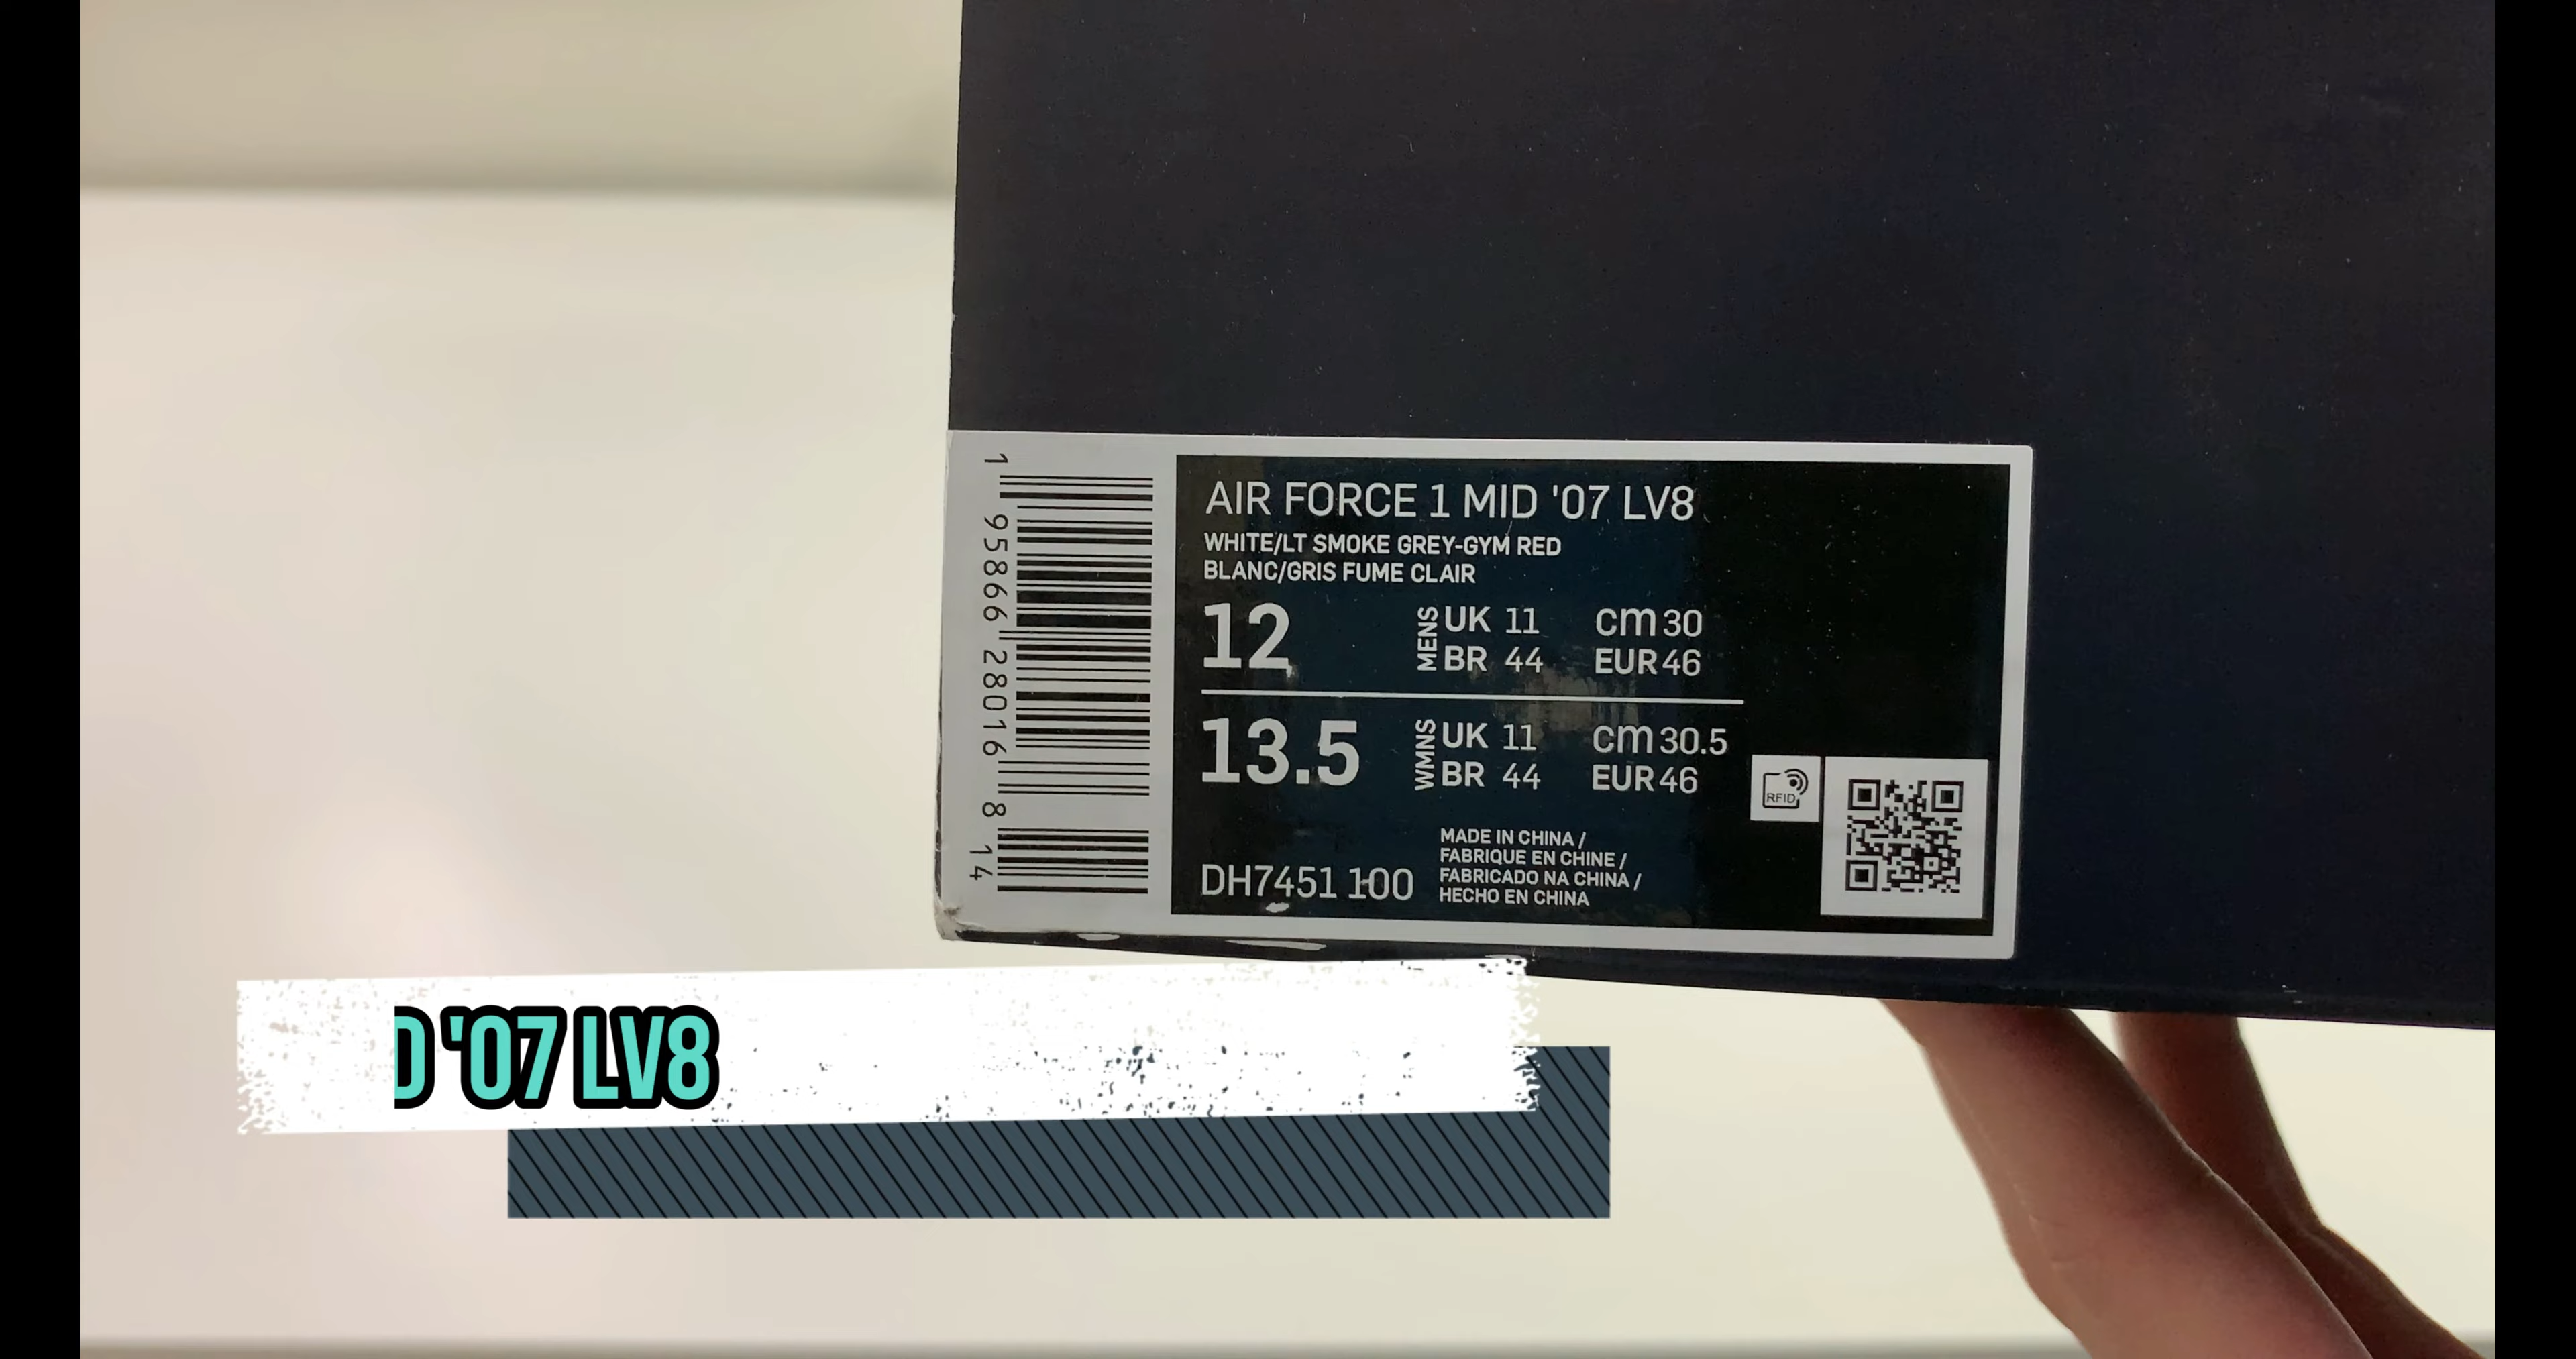 AIR FORCE 1 MID '07 LV8
WHITE/LT SMOKE GREY-GYM RED
BLANC/GRIS FUME CLAIR
12 MENS UK 11 cm 30
BR 44 EUR 46
13.5 WMNS UK 11 cm 30.5
BR 44 EUR 46
RFID
DH7451 100
MADE IN CHINA /
FABRIQUE EN CHINE /
FABRICADO NA CHINA /
HECHO EN CHINA
1 95866 28016 8 14
D '07 LV8